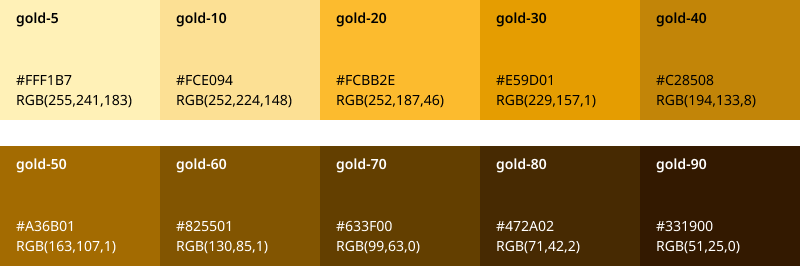 gold-5
#FFF1B7
RGB(255,241,183)
gold-10
#FCE094
RGB(252,224,148)
gold-20
#FCBB2E
RGB(252,187,46)
gold-30
#E59D01
RGB(229,157,1)
gold-40
#C28508
RGB(194,133,8)
gold-50
#A36B01
RGB(163,107,1)
gold-60
#825501
RGB(130,85,1)
gold-70
#633F00
RGB(99,63,0)
gold-80
#472A02
RGB(71,42,2)
gold-90
#331900
RGB(51,25,0)